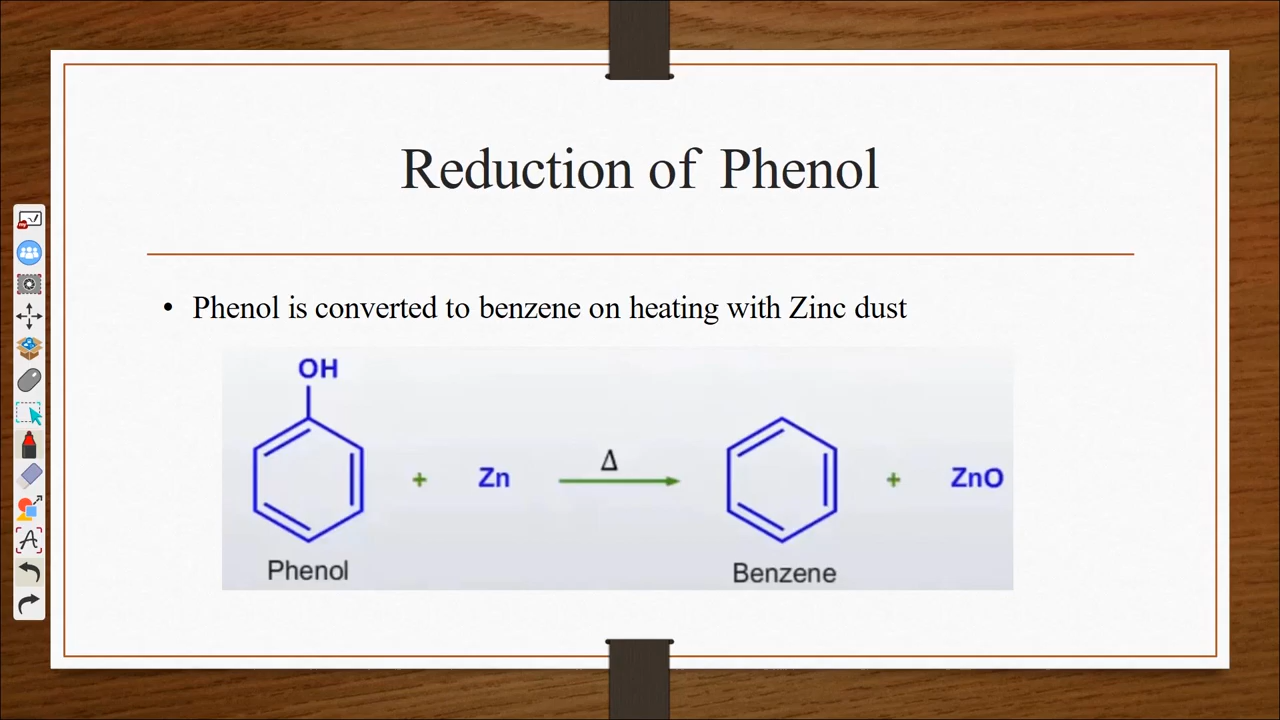 Reduction of Phenol
• Phenol is converted to benzene on heating with Zinc dust
OH
Δ
+ Zn + ZnO
Phenol Benzene